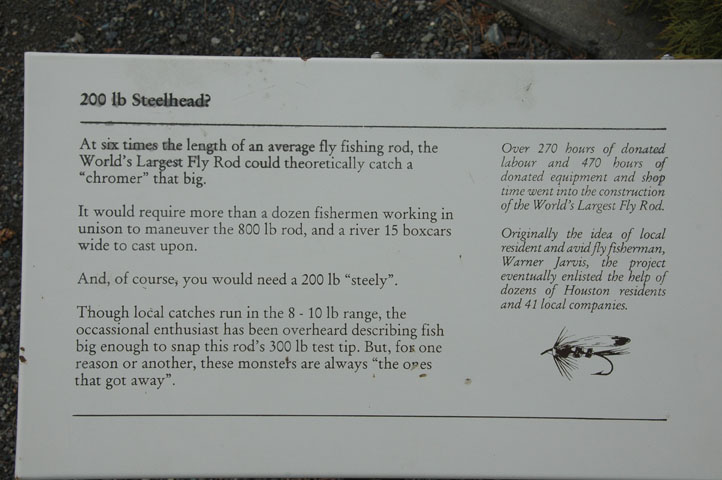 200 lb Steelhead?
At six times the length of an average fly fishing rod, the
World's Largest Fly Rod could theoretically catch a
"chromer" that big.
It would require more than a dozen fishermen working in
unison to maneuver the 800 lb rod, and a river 15 boxcars
wide to cast upon.
And, of course, you would need a 200 lb "steely".
Though local catches run in the 8 - 10 lb range, the
occassional enthusiast has been overheard describing fish
big enough to snap this rod's 300 lb test tip. But, for one
reason or another, these monsters are always "the ones
that got away".
Over 270 hours of donated
labour and 470 hours of
donated equipment and shop
time went into the construction
of the World's Largest Fly Rod.
Originally the idea of local
resident and avid fly fisherman,
Warner Jarvis, the project
eventually enlisted the help of
dozens of Houston residents
and 41 local companies.